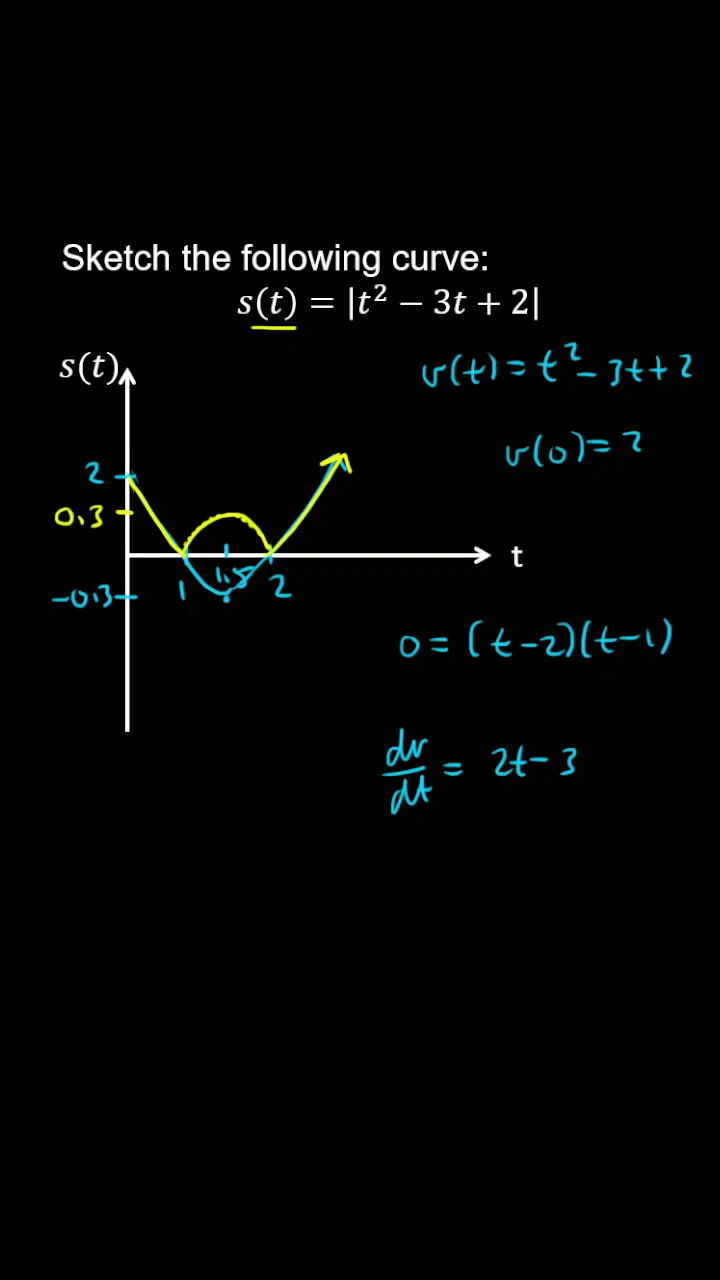 Sketch the following curve:
s(t) = |t² − 3t + 2|
s(t)
v(t) = t² - 3t + 2
2
v(0) = 2
0.3
t
1
1.5
2
-0.3
0 = (t-2)(t-1)
dv/dt = 2t - 3